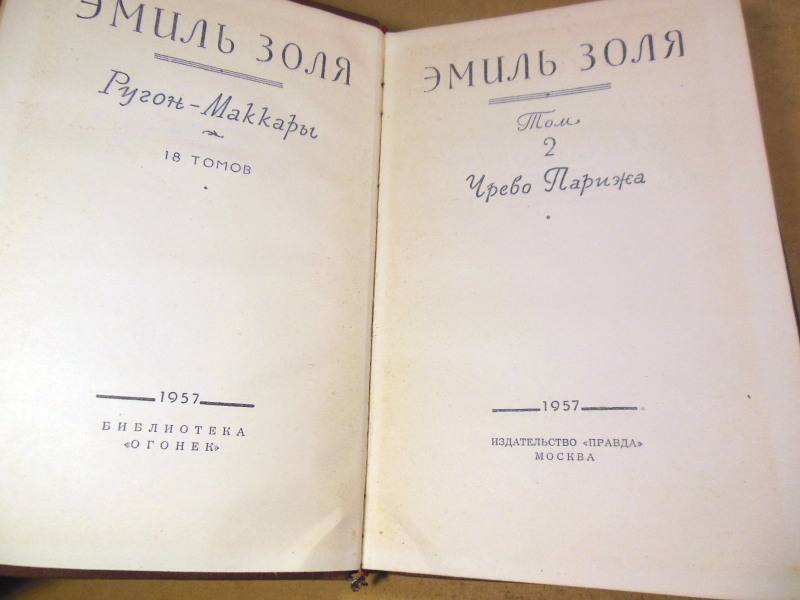 ЭМИЛЬ ЗОЛЯ
Ругон-Маккары
18 ТОМОВ
1957
БИБЛИОТЕКА
«ОГОНЕК»
ЭМИЛЬ ЗОЛЯ
Том
2
Чрево Парижа
1957
ИЗДАТЕЛЬСТВО «ПРАВДА»
МОСКВА